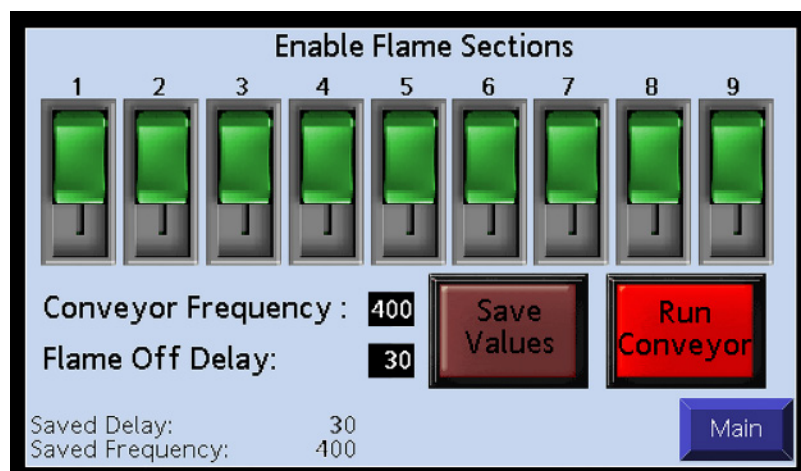 Enable Flame Sections
1 2 3 4 5 6 7 8 9
Conveyor Frequency : 400
Flame Off Delay: 30
Save
Values
Run
Conveyor
Saved Delay: 30
Saved Frequency: 400
Main